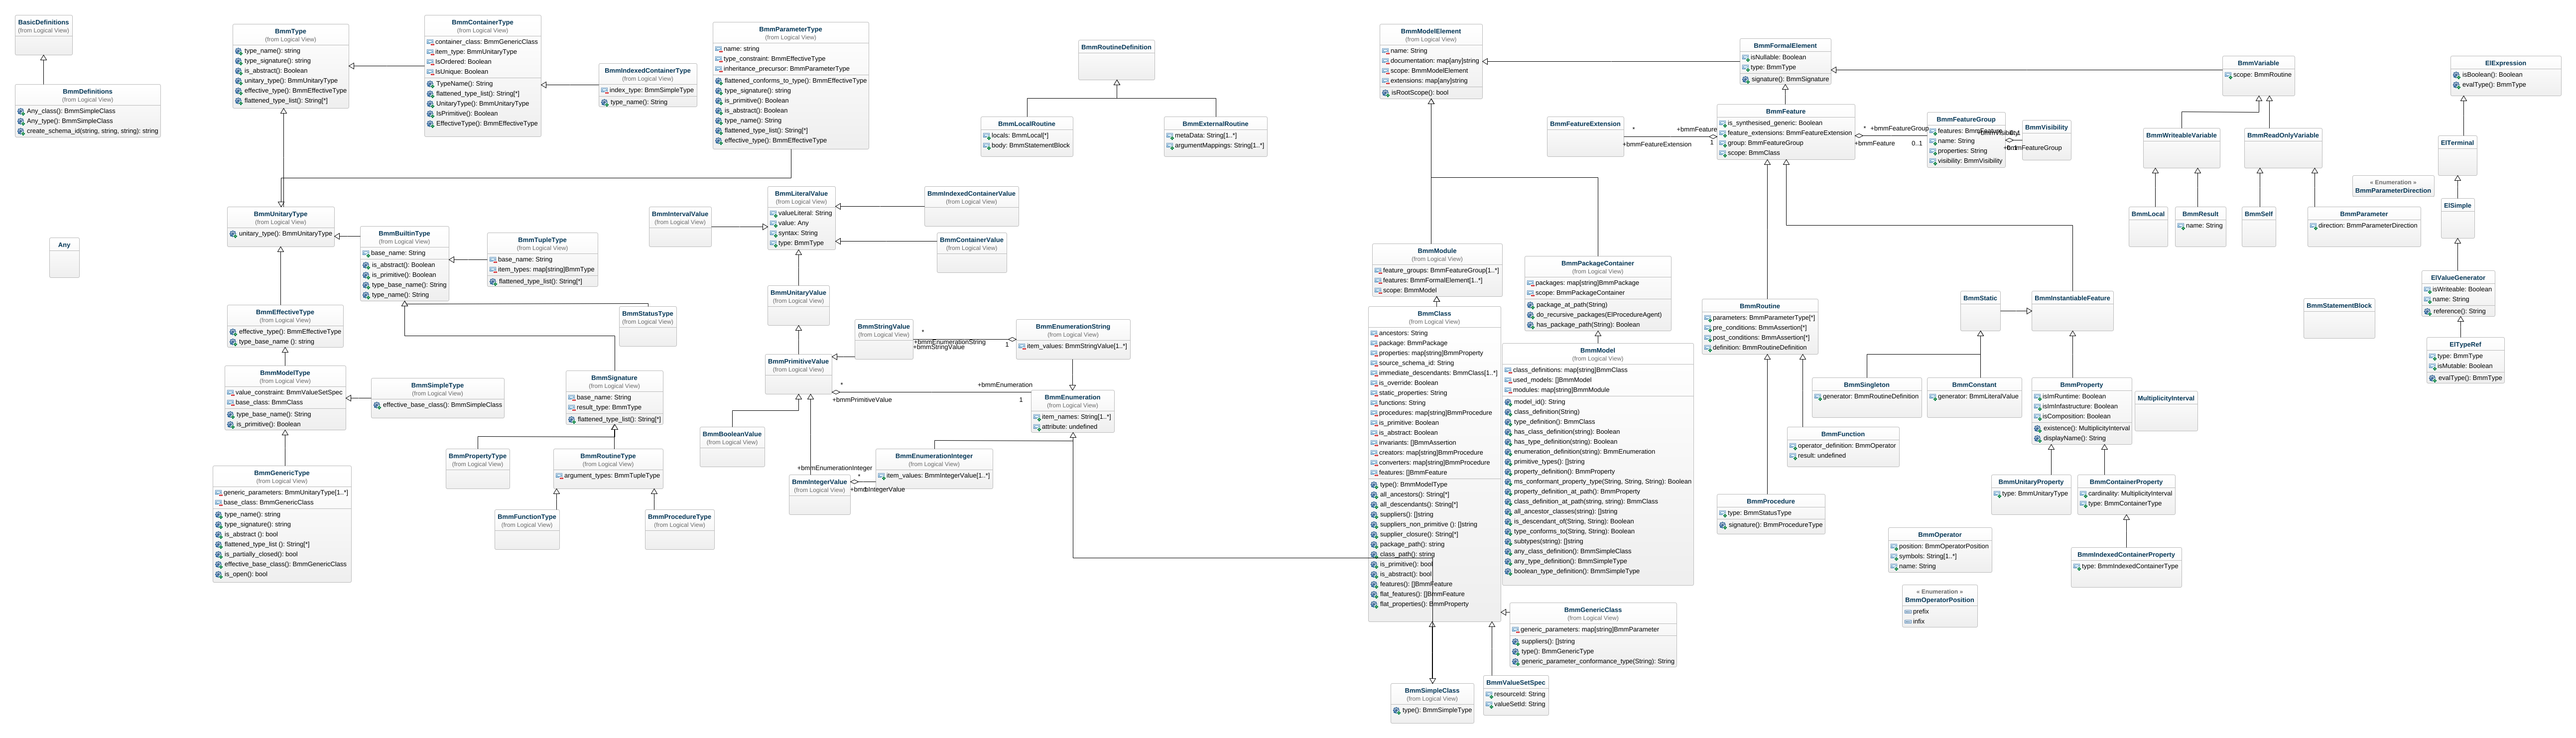 BasicDefinitions
(from Logical View)
BmmDefinitions
(from Logical View)
Any_class(): BmmSimpleClass
Any_type(): BmmSimpleClass
create_schema_id(string, string, string): string
Any
BmmType
(from Logical View)
type_name(): string
type_signature(): string
is_abstract(): Boolean
unitary_type(): BmmUnitaryType
effective_type(): BmmEffectiveType
flattened_type_list(): String[*]
BmmContainerType
(from Logical View)
container_class: BmmGenericClass
item_type: BmmUnitaryType
IsOrdered: Boolean
IsUnique: Boolean
TypeName(): String
flattened_type_list(): String[*]
UnitaryType(): BmmUnitaryType
IsPrimitive(): Boolean
EffectiveType(): BmmEffectiveType
BmmIndexedContainerType
(from Logical View)
index_type: BmmSimpleType
type_name(): String
BmmParameterType
(from Logical View)
name: string
type_constraint: BmmEffectiveType
inheritance_precursor: BmmParameterType
flattened_conforms_to_type(): BmmEffectiveType
type_signature(): string
is_primitive(): Boolean
is_abstract(): Boolean
type_name(): String
flattened_type_list(): String[*]
effective_type(): BmmEffectiveType
BmmRoutineDefinition
BmmLocalRoutine
locals: BmmLocal[*]
body: BmmStatementBlock
BmmExternalRoutine
metaData: String[1..*]
argumentMappings: String[1..*]
BmmUnitaryType
(from Logical View)
unitary_type(): BmmUnitaryType
BmmBuiltinType
(from Logical View)
base_name: String
is_abstract(): Boolean
is_primitive(): Boolean
type_base_name(): String
type_name(): String
BmmTupleType
(from Logical View)
base_name: String
item_types: map[string]BmmType
flattened_type_list(): String[*]
BmmStatusType
(from Logical View)
BmmEffectiveType
(from Logical View)
effective_type(): BmmEffectiveType
type_base_name (): string
BmmModelType
(from Logical View)
value_constraint: BmmValueSetSpec
base_class: BmmClass
type_base_name(): String
is_primitive(): Boolean
BmmSimpleType
(from Logical View)
effective_base_class(): BmmSimpleClass
BmmSignature
(from Logical View)
base_name: String
result_type: BmmType
flattened_type_list(): String[*]
BmmPropertyType
(from Logical View)
BmmRoutineType
(from Logical View)
argument_types: BmmTupleType
BmmFunctionType
(from Logical View)
BmmProcedureType
(from Logical View)
BmmGenericType
(from Logical View)
generic_parameters: BmmUnitaryType[1..*]
base_class: BmmGenericClass
type_name(): string
type_signature(): string
is_abstract (): bool
flattened_type_list (): String[*]
is_partially_closed(): bool
effective_base_class(): BmmGenericClass
is_open(): bool
BmmIntervalValue
(from Logical View)
BmmLiteralValue
(from Logical View)
valueLiteral: String
value: Any
syntax: String
type: BmmType
BmmIndexedContainerValue
(from Logical View)
BmmContainerValue
(from Logical View)
BmmUnitaryValue
(from Logical View)
BmmPrimitiveValue
(from Logical View)
BmmStringValue
(from Logical View)
*
+bmmEnumerationString
+bmmStringValue
1
BmmEnumerationString
(from Logical View)
item_values: BmmStringValue[1..*]
*
+bmmPrimitiveValue
+bmmEnumeration
1
BmmEnumeration
(from Logical View)
item_names: String[1..*]
attribute: undefined
BmmBooleanValue
(from Logical View)
BmmIntegerValue
(from Logical View)
+bmmEnumerationInteger
*
+bmmIntegerValue
1
BmmEnumerationInteger
(from Logical View)
item_values: BmmIntegerValue[1..*]
BmmModelElement
(from Logical View)
name: String
documentation: map[any]string
scope: BmmModelElement
extensions: map[any]string
isRootScope(): bool
BmmModule
(from Logical View)
feature_groups: BmmFeatureGroup[1..*]
features: BmmFormalElement[1..*]
scope: BmmModel
BmmClass
(from Logical View)
ancestors: String
package: BmmPackage
properties: map[string]BmmProperty
source_schema_id: String
immediate_descendants: BmmClass[1..*]
is_override: Boolean
static_properties: String
functions: String
procedures: map[string]BmmProcedure
is_primitive: Boolean
is_abstract: Boolean
invariants: []BmmAssertion
creators: map[string]BmmProcedure
converters: map[string]BmmProcedure
features: []BmmFeature
type(): BmmModelType
all_ancestors(): String[*]
all_descendants(): String[*]
suppliers(): []string
suppliers_non_primitive (): []string
supplier_closure(): String[*]
package_path(): string
class_path(): string
is_primitive(): bool
is_abstract(): bool
features(): []BmmFeature
flat_features(): []BmmFeature
flat_properties(): BmmProperty
BmmPackageContainer
(from Logical View)
packages: map[string]BmmPackage
scope: BmmPackageContainer
package_at_path(String)
do_recursive_packages(ElProcedureAgent)
has_package_path(String): Boolean
BmmModel
(from Logical View)
class_definitions: map[string]BmmClass
used_models: []BmmModel
modules: map[string]BmmModule
model_id(): String
class_definition(String)
type_definition(): BmmClass
has_class_definition(string): Boolean
has_type_definition(string): Boolean
enumeration_definition(string): BmmEnumeration
primitive_types(): []string
property_definition(): BmmProperty
ms_conformant_property_type(String, String, String): Boolean
property_definition_at_path(): BmmProperty
class_definition_at_path(string, string): BmmClass
all_ancestor_classes(string): []string
is_descendant_of(String, String): Boolean
type_conforms_to(String, String): Boolean
subtypes(string): []string
any_class_definition(): BmmSimpleClass
any_type_definition(): BmmSimpleType
boolean_type_definition(): BmmSimpleType
BmmGenericClass
(from Logical View)
generic_parameters: map[string]BmmParameter
suppliers(): []string
type(): BmmGenericType
generic_parameter_conformance_type(String): String
BmmSimpleClass
(from Logical View)
type(): BmmSimpleType
BmmValueSetSpec
resourceId: String
valueSetId: String
BmmFormalElement
isNullable: Boolean
type: BmmType
signature(): BmmSignature
BmmFeatureExtension
*
+bmmFeature
+bmmFeatureExtension
1
BmmFeature
is_synthesised_generic: Boolean
feature_extensions: BmmFeatureExtension
group: BmmFeatureGroup
scope: BmmClass
*
+bmmFeatureGroup
+bmmFeature
0..1
BmmFeatureGroup
features: BmmFeature
name: String
properties: String
visibility: BmmVisibility
+bmmFeatureGroup
BmmVisibility
BmmRoutine
parameters: BmmParameterType[*]
pre_conditions: BmmAssertion[*]
post_conditions: BmmAssertion[*]
definition: BmmRoutineDefinition
BmmProcedure
type: BmmStatusType
signature(): BmmProcedureType
BmmFunction
operator_definition: BmmOperator
result: undefined
BmmStatic
BmmInstantiableFeature
BmmSingleton
generator: BmmRoutineDefinition
BmmConstant
generator: BmmLiteralValue
BmmProperty
isImRuntime: Boolean
isImInfastructure: Boolean
isComposition: Boolean
existence(): MultiplicityInterval
displayName(): String
MultiplicityInterval
BmmUnitaryProperty
type: BmmUnitaryType
BmmContainerProperty
cardinality: MultiplicityInterval
type: BmmContainerType
BmmIndexedContainerProperty
type: BmmIndexedContainerType
BmmOperator
position: BmmOperatorPosition
symbols: String[1..*]
name: String
« Enumeration »
BmmOperatorPosition
prefix
infix
BmmVariable
scope: BmmRoutine
BmmWriteableVariable
BmmReadOnlyVariable
BmmLocal
BmmResult
name: String
BmmSelf
BmmParameter
direction: BmmParameterDirection
« Enumeration »
BmmParameterDirection
BmmStatementBlock
ElExpression
isBoolean(): Boolean
evalType(): BmmType
ElTerminal
ElSimple
ElValueGenerator
isWriteable: Boolean
name: String
reference(): String
ElTypeRef
type: BmmType
isMutable: Boolean
evalType(): BmmType